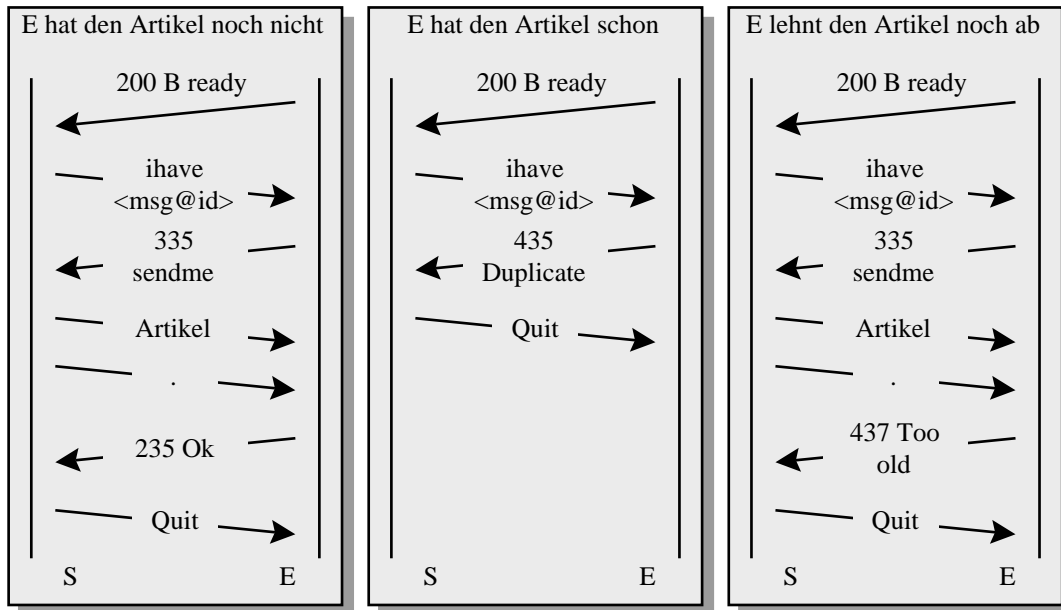 E hat den Artikel noch nicht
200 B ready
ihave
<msg@id>
335
sendme
Artikel
.
235 Ok
Quit
S E
E hat den Artikel schon
200 B ready
ihave
<msg@id>
435
Duplicate
Quit
S E
E lehnt den Artikel noch ab
200 B ready
ihave
<msg@id>
335
sendme
Artikel
.
437 Too
old
Quit
S E